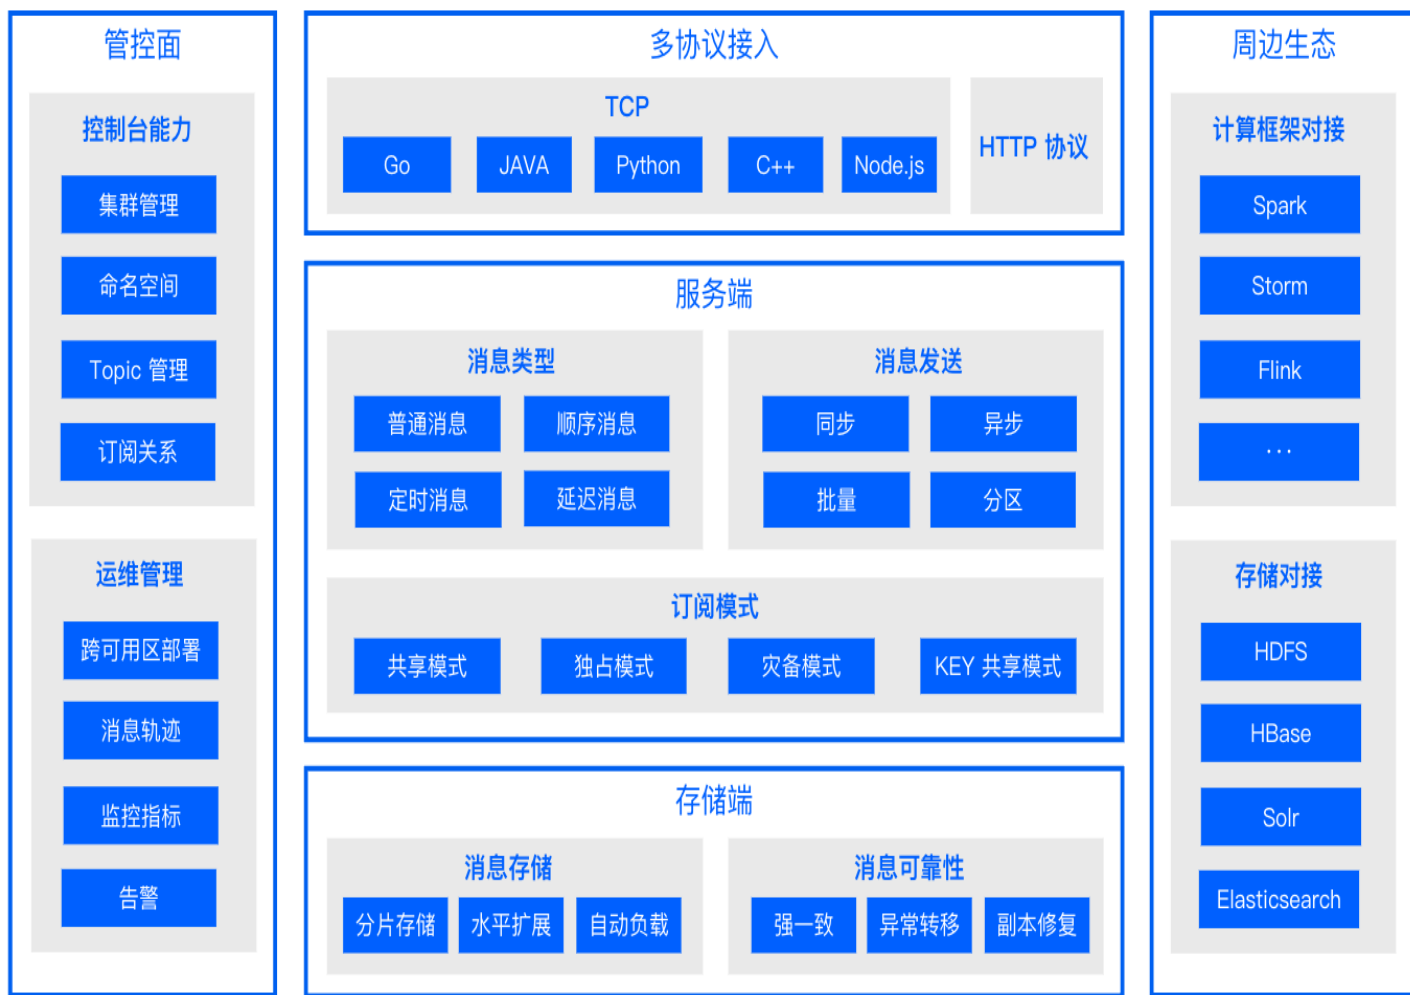 管控面
控制台能力
集群管理
命名空间
Topic 管理
订阅关系
运维管理
跨可用区部署
消息轨迹
监控指标
告警
多协议接入
TCP
Go
JAVA
Python
C++
Node.js
HTTP 协议
服务端
消息类型
普通消息
顺序消息
定时消息
延迟消息
消息发送
同步
异步
批量
分区
订阅模式
共享模式
独占模式
灾备模式
KEY 共享模式
存储端
消息存储
分片存储
水平扩展
自动负载
消息可靠性
强一致
异常转移
副本修复
周边生态
计算框架对接
Spark
Storm
Flink
···
存储对接
HDFS
HBase
Solr
Elasticsearch